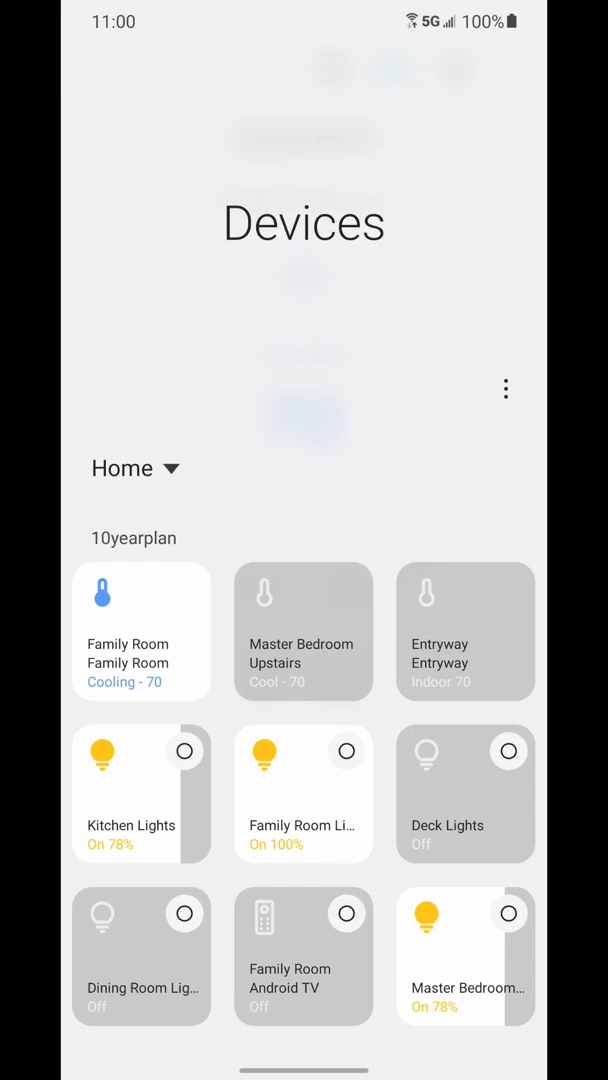 11:00
5G 100%
Devices
Home
10yearplan
Family Room
Family Room
Cooling - 70
Master Bedroom
Upstairs
Cool - 70
Entryway
Entryway
Indoor 70
Kitchen Lights
On 78%
Family Room Li...
On 100%
Deck Lights
Off
Dining Room Lig...
Off
Family Room
Android TV
Off
Master Bedroom...
On 78%